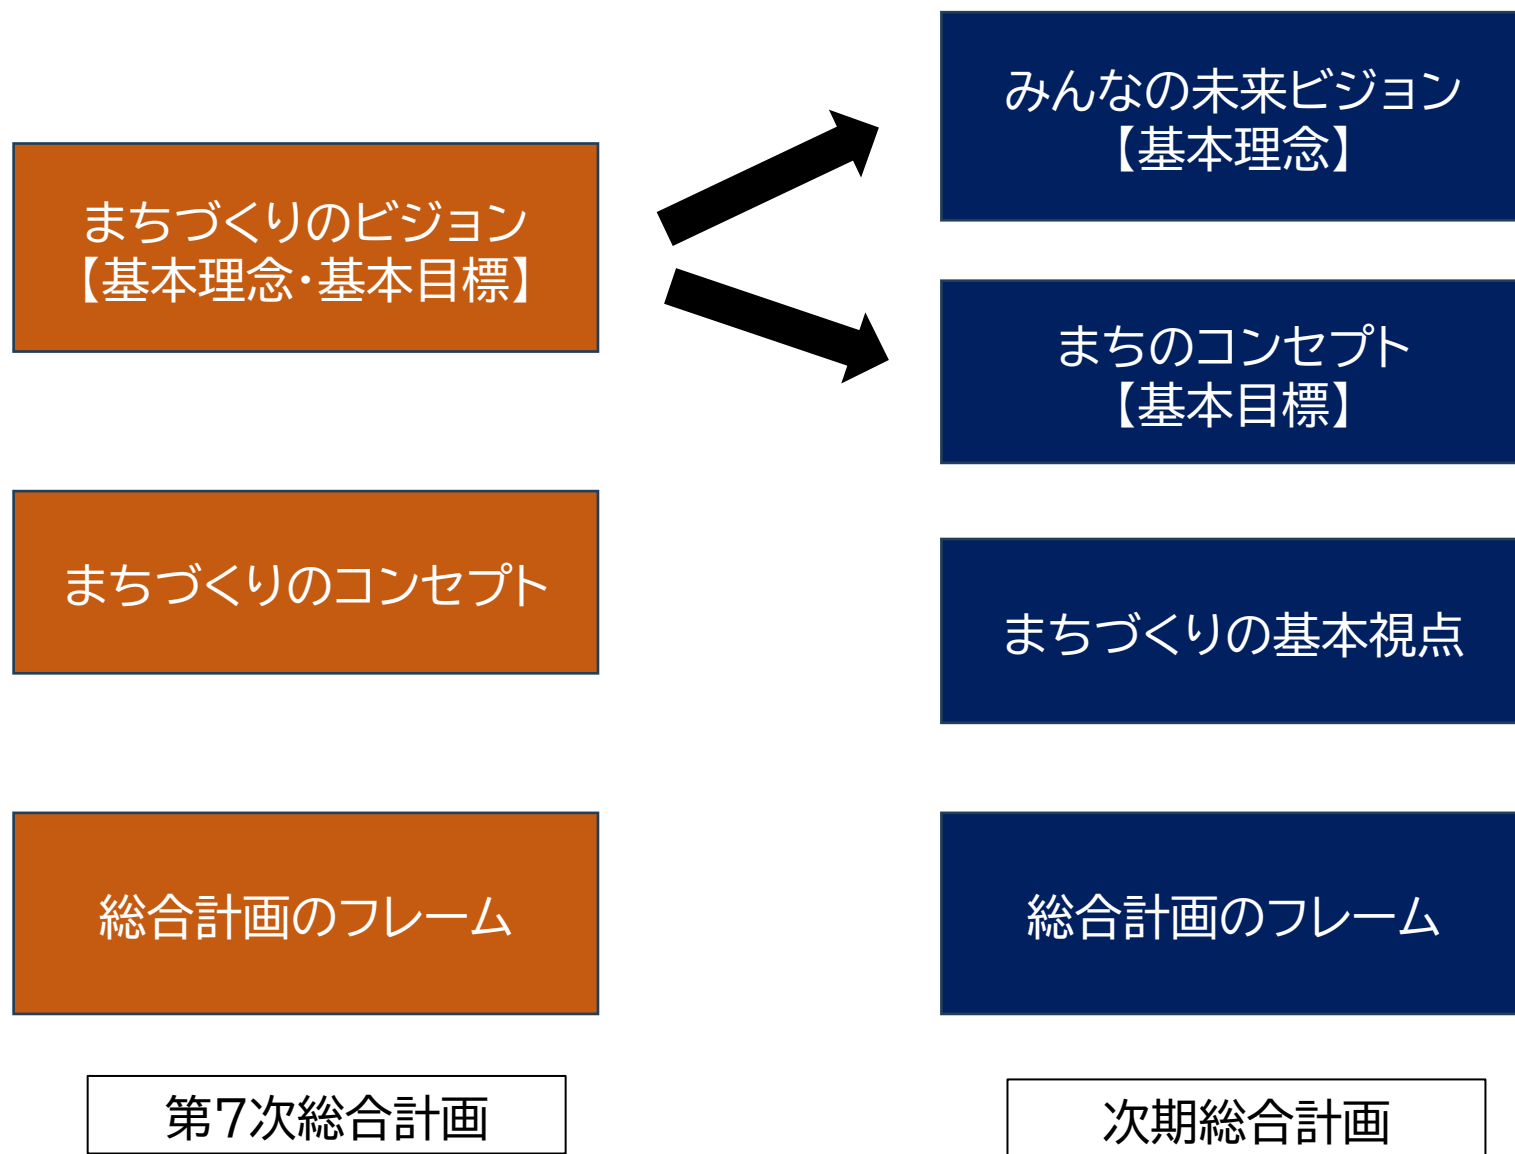 まちづくりのビジョン
【基本理念・基本目標】
まちづくりのコンセプト
総合計画のフレーム
第7次総合計画
みんなの未来ビジョン
【基本理念】
まちのコンセプト
【基本目標】
まちづくりの基本視点
総合計画のフレーム
次期総合計画